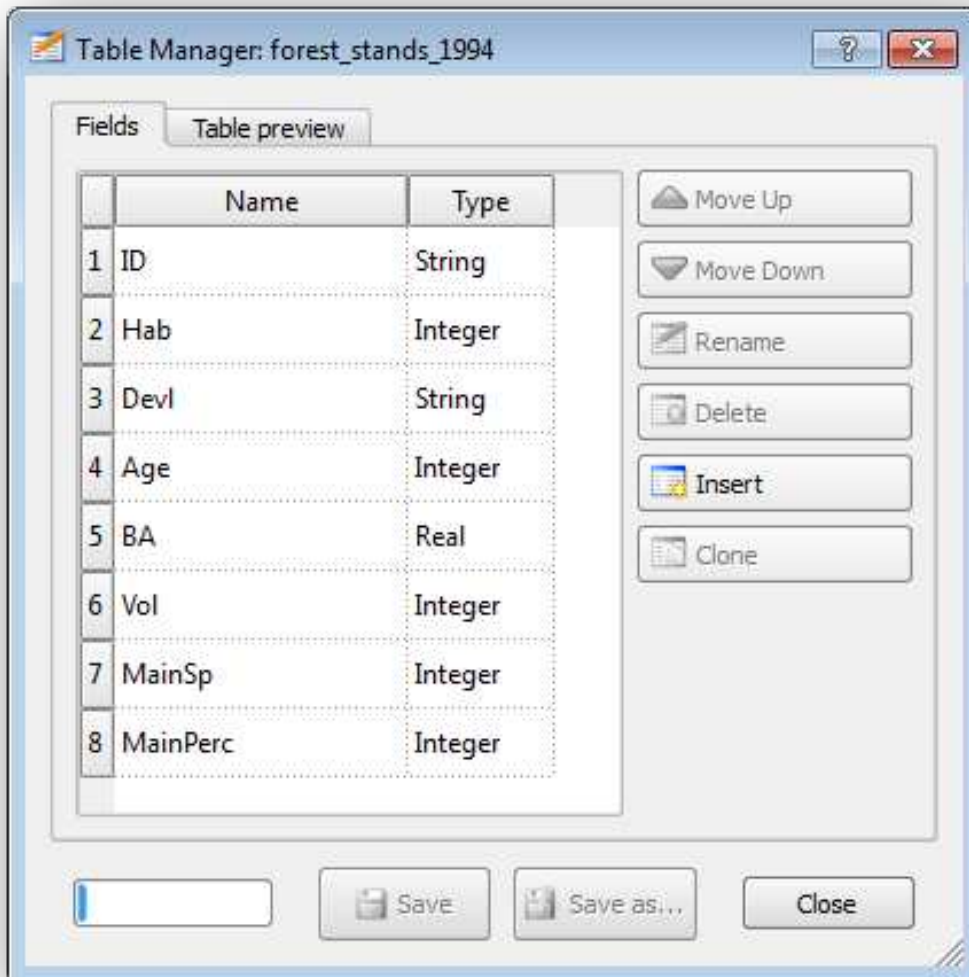 Table Manager: forest_stands_1994
?
Fields Table preview
Name Type
1 ID String
2 Hab Integer
3 Devl String
4 Age Integer
5 BA Real
6 Vol Integer
7 MainSp Integer
8 MainPerc Integer
Move Up
Move Down
Rename
Delete
Insert
Clone
Save Save as... Close